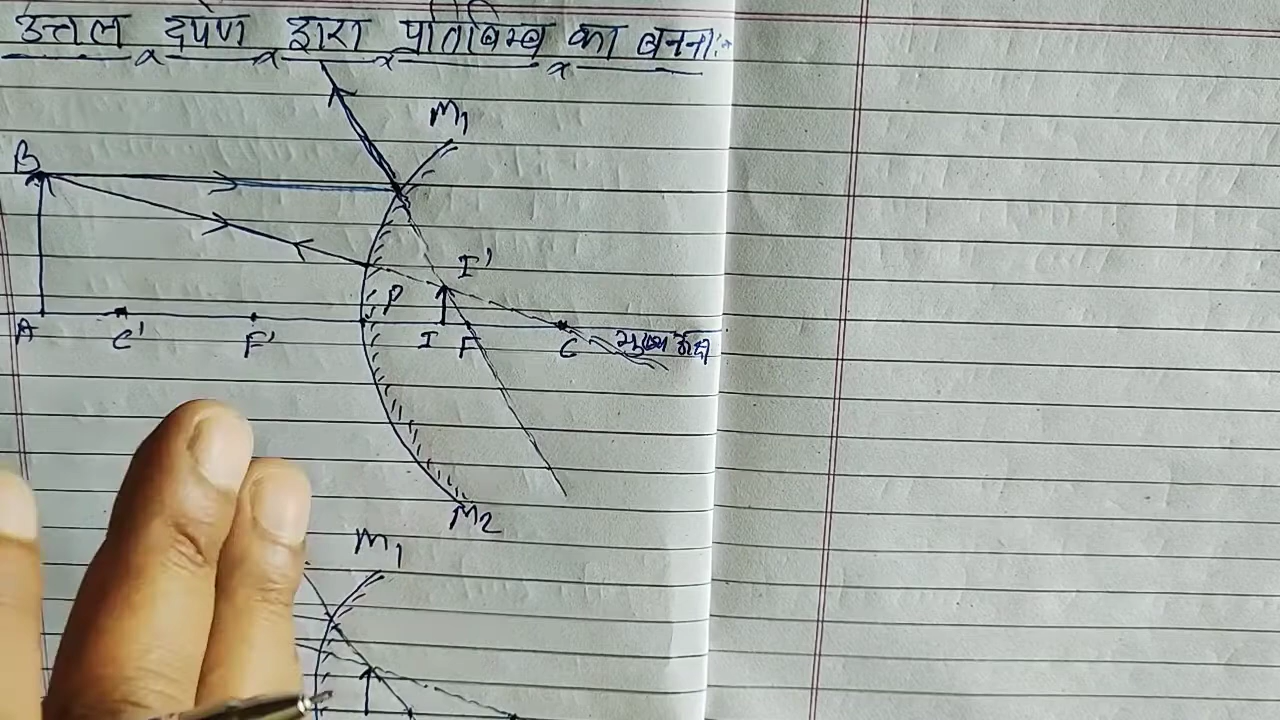 उत्तल दर्पण द्वारा प्रतिबिम्ब का बनना:-
M1
B
I'
P
A C' F' I F C मुख्य अक्ष
M2
M1